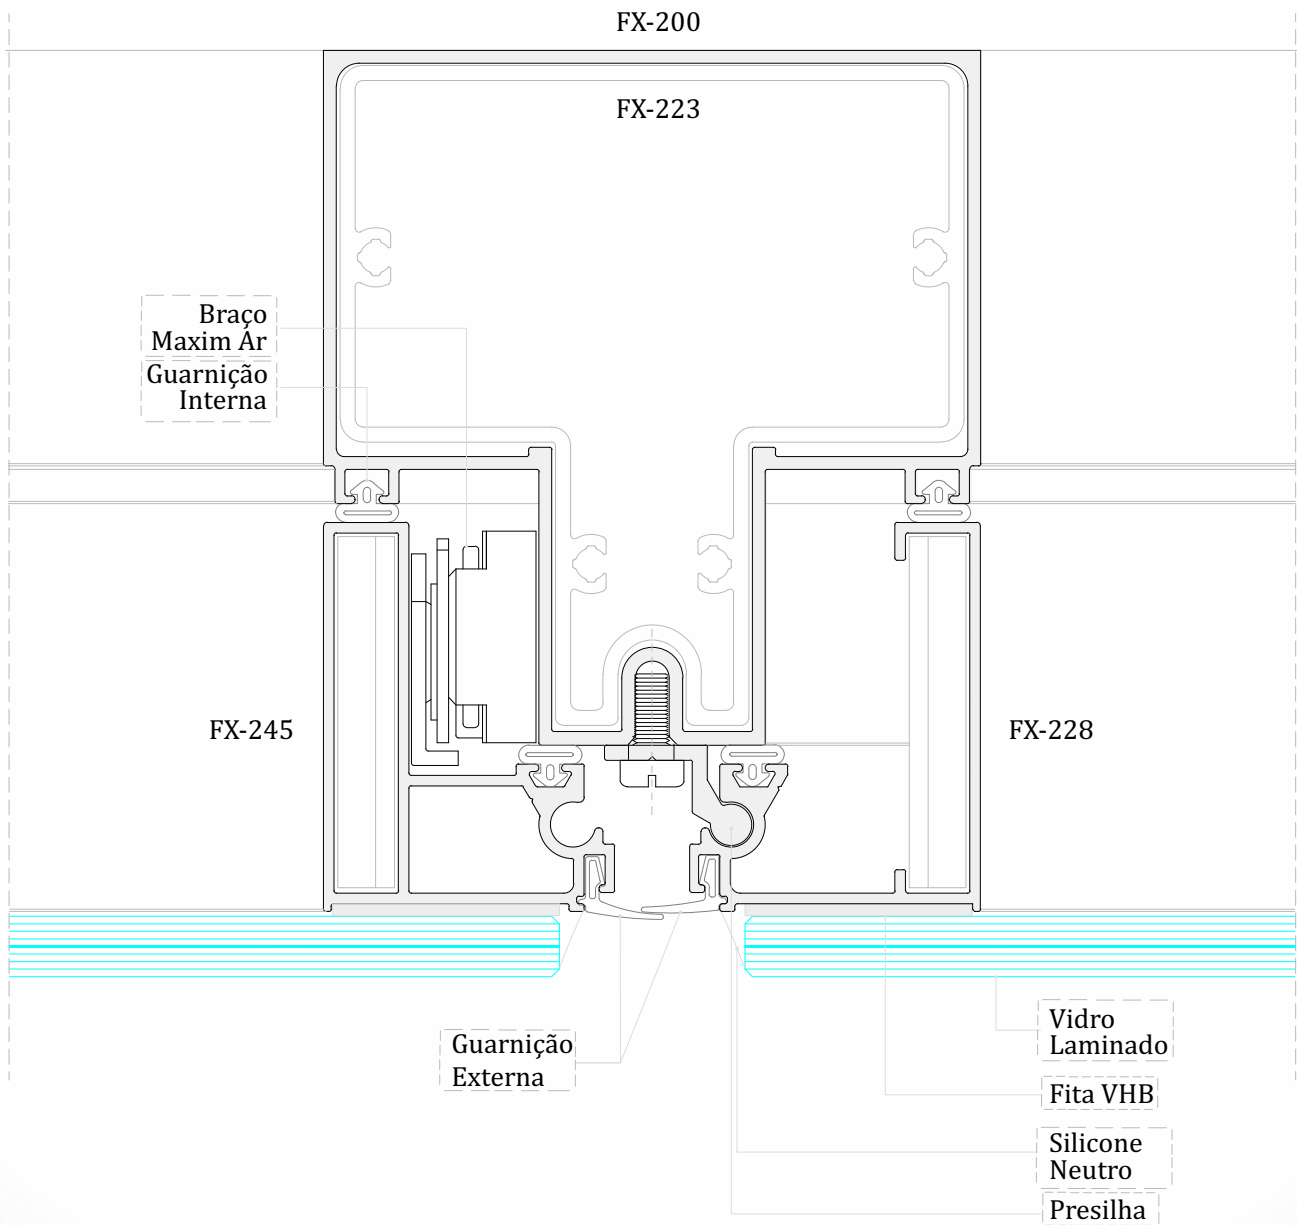 FX-200
FX-223
Braço
Maxim Ar
Guarnição
Interna
FX-245
FX-228
Guarnição
Externa
Vidro
Laminado
Fita VHB
Silicone
Neutro
Presilha